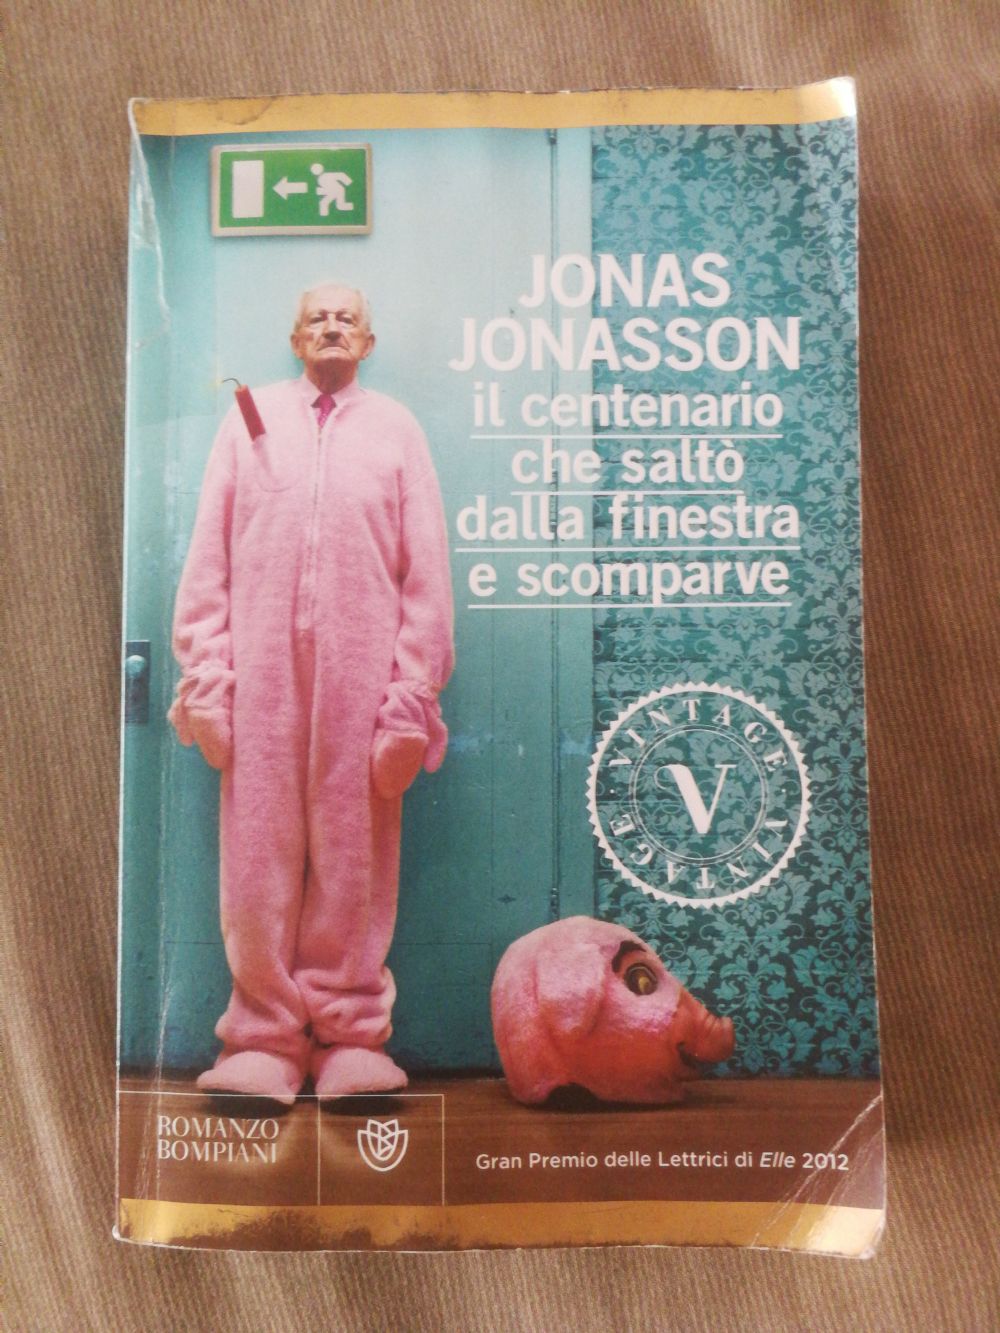 JONAS
JONASSON
il centenario
che saltò
dalla finestra
e scomparve
VINTAGE · VINTAGE ·
V
ROMANZO
BOMPIANI
Gran Premio delle Lettrici di Elle 2012